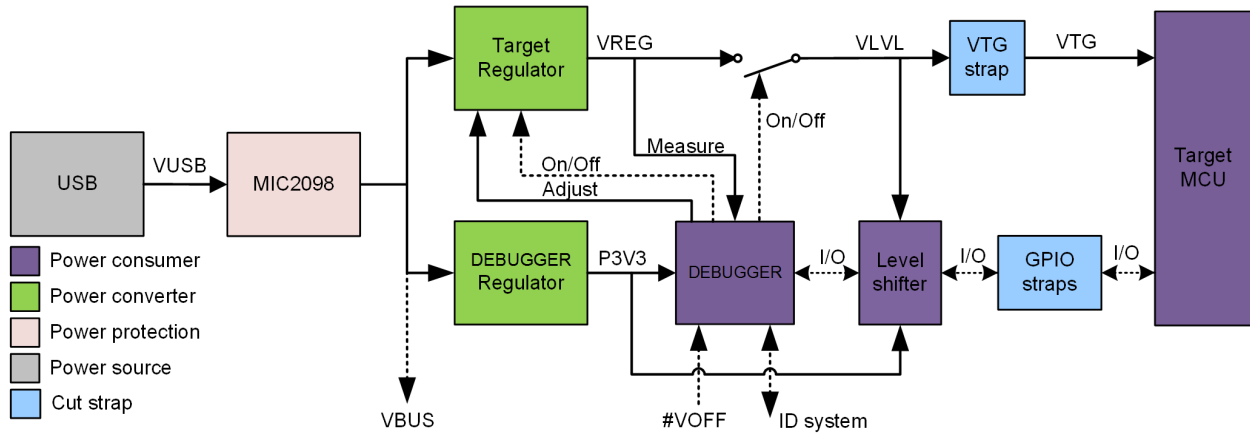 Target
Regulator
VREG
VLVL
VTG
strap
VTG
On/Off
Measure
On/Off
Adjust
USB
VUSB
MIC2098
Target
MCU
DEBUGGER
Regulator
P3V3
DEBUGGER
I/O
Level
shifter
I/O
GPIO
straps
I/O
Power consumer
Power converter
Power protection
Power source
Cut strap
VBUS
#VOFF
ID system